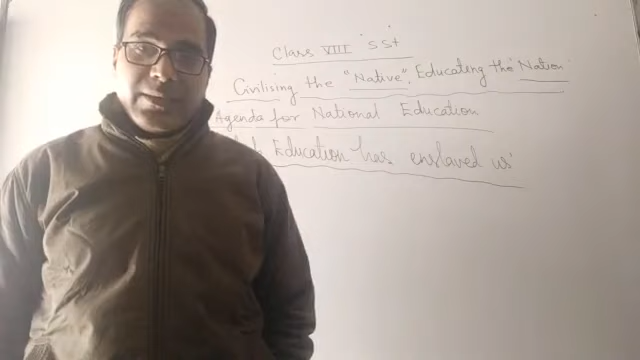 Class VIII SSt
Civilising the "Native", Educating the Nation
Agenda for National Education
Education has enslaved us